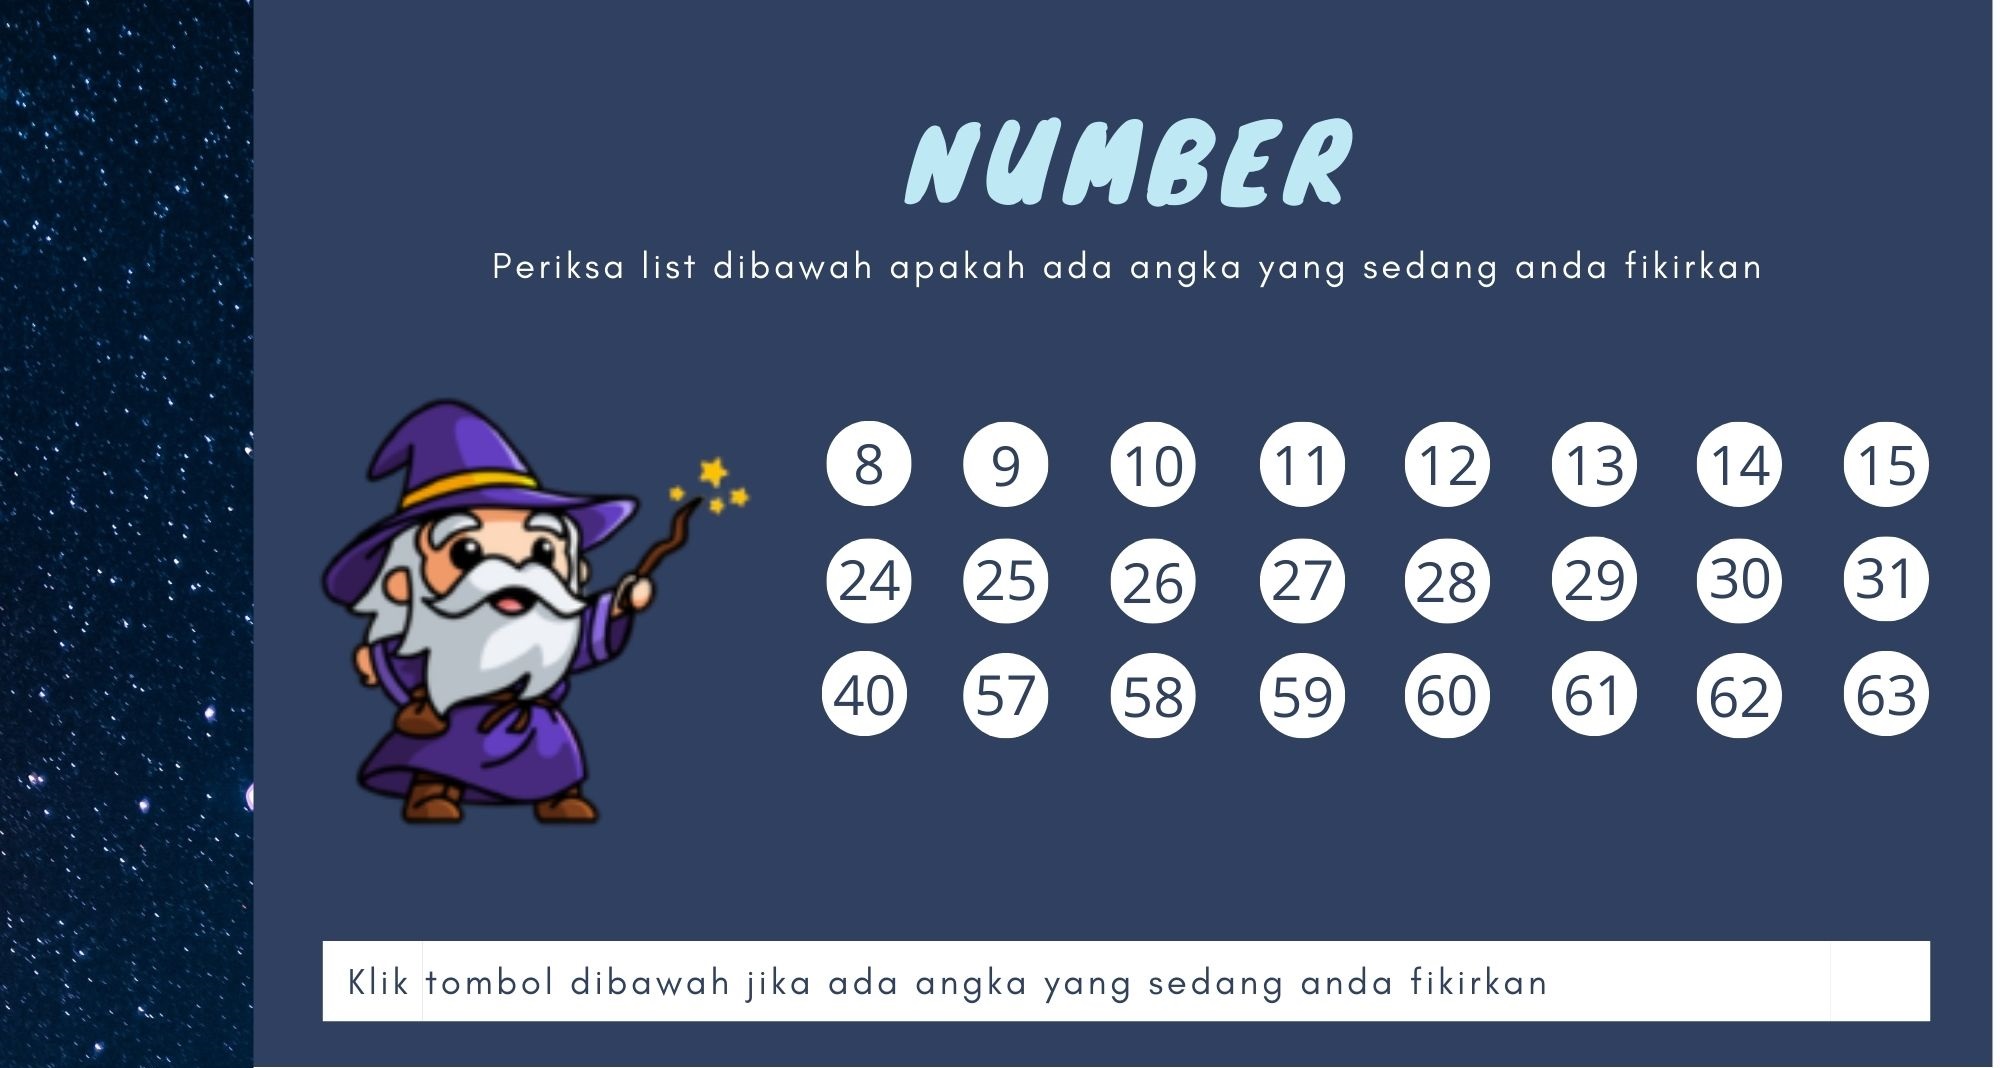 NUMBER
Periksa list dibawah apakah ada angka yang sedang anda fikirkan
8 9 10 11 12 13 14 15
24 25 26 27 28 29 30 31
40 57 58 59 60 61 62 63
Klik tombol dibawah jika ada angka yang sedang anda fikirkan